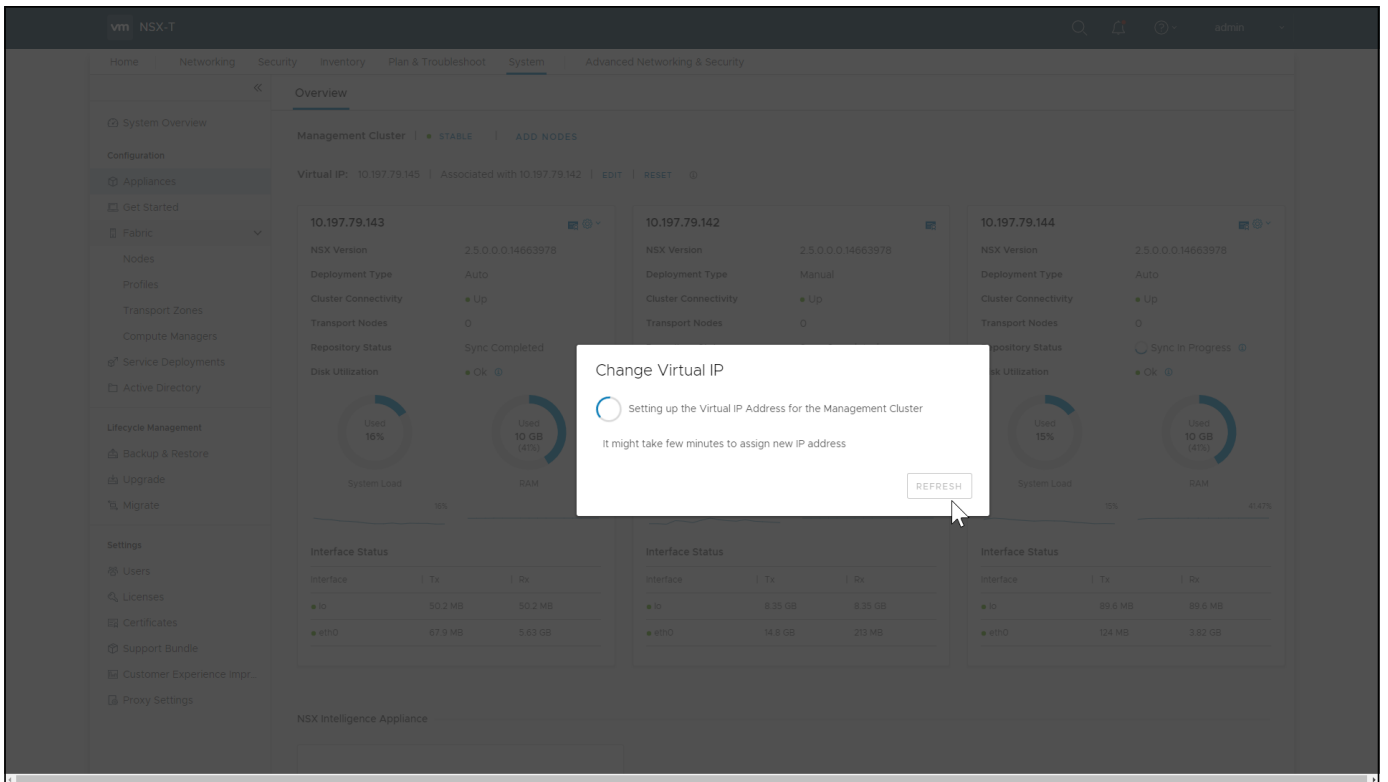 vm NSX-T admin
Home Networking Security Inventory Plan & Troubleshoot System Advanced Networking & Security
Overview
System Overview
Configuration
Appliances
Get Started
Fabric
Nodes
Profiles
Transport Zones
Compute Managers
Service Deployments
Active Directory
Lifecycle Management
Backup & Restore
Upgrade
Migrate
Settings
Users
Licenses
Certificates
Support Bundle
Customer Experience Impr...
Proxy Settings
Management Cluster | STABLE | ADD NODES
Virtual IP: 10.197.79.145 | Associated with 10.197.79.142 | EDIT | RESET
10.197.79.143
NSX Version 2.5.0.0.0.14663978
Deployment Type Auto
Cluster Connectivity Up
Transport Nodes 0
Repository Status Sync Completed
Disk Utilization Ok
Used 16%
System Load
Used 10 GB (41%)
RAM
15%
Interface Status
Interface | Tx | Rx
lo 50.2 MB 50.2 MB
eth0 67.9 MB 5.63 GB
10.197.79.142
NSX Version 2.5.0.0.0.14663978
Deployment Type Manual
Cluster Connectivity Up
Transport Nodes 0
Interface Status
Interface | Tx | Rx
lo 8.35 GB 8.35 GB
eth0 14.9 GB 212 MB
10.197.79.144
NSX Version 2.5.0.0.0.14663978
Deployment Type Auto
Cluster Connectivity Up
Transport Nodes 0
epository Status Sync In Progress
sk Utilization Ok
Used 15%
System Load
Used 10 GB (41%)
RAM
15%
41.47%
Interface Status
Interface | Tx | Rx
lo 99.6 MB 99.6 MB
eth0 124 MB 3.82 GB
Change Virtual IP
Setting up the Virtual IP Address for the Management Cluster
It might take few minutes to assign new IP address
REFRESH
NSX Intelligence Appliance